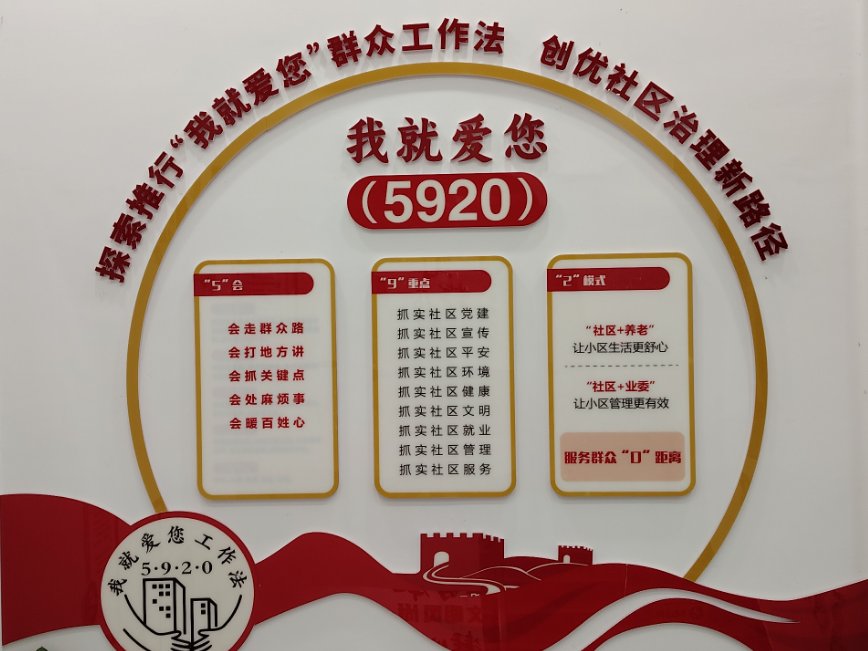 探索推行“我就爱您”群众工作法 创优社区治理新路径
我就爱您
（5920）
“5”会
会走群众路
会打地方讲
会抓关键点
会处麻烦事
会暖百姓心
“9”重点
抓实社区党建
抓实社区宣传
抓实社区平安
抓实社区环境
抓实社区健康
抓实社区文明
抓实社区就业
抓实社区管理
抓实社区服务
“2”模式
“社区+养老”
让小区生活更舒心
“社区+业委”
让小区管理更有效
服务群众“0”距离
我就爱您工作法
5·9·2·0